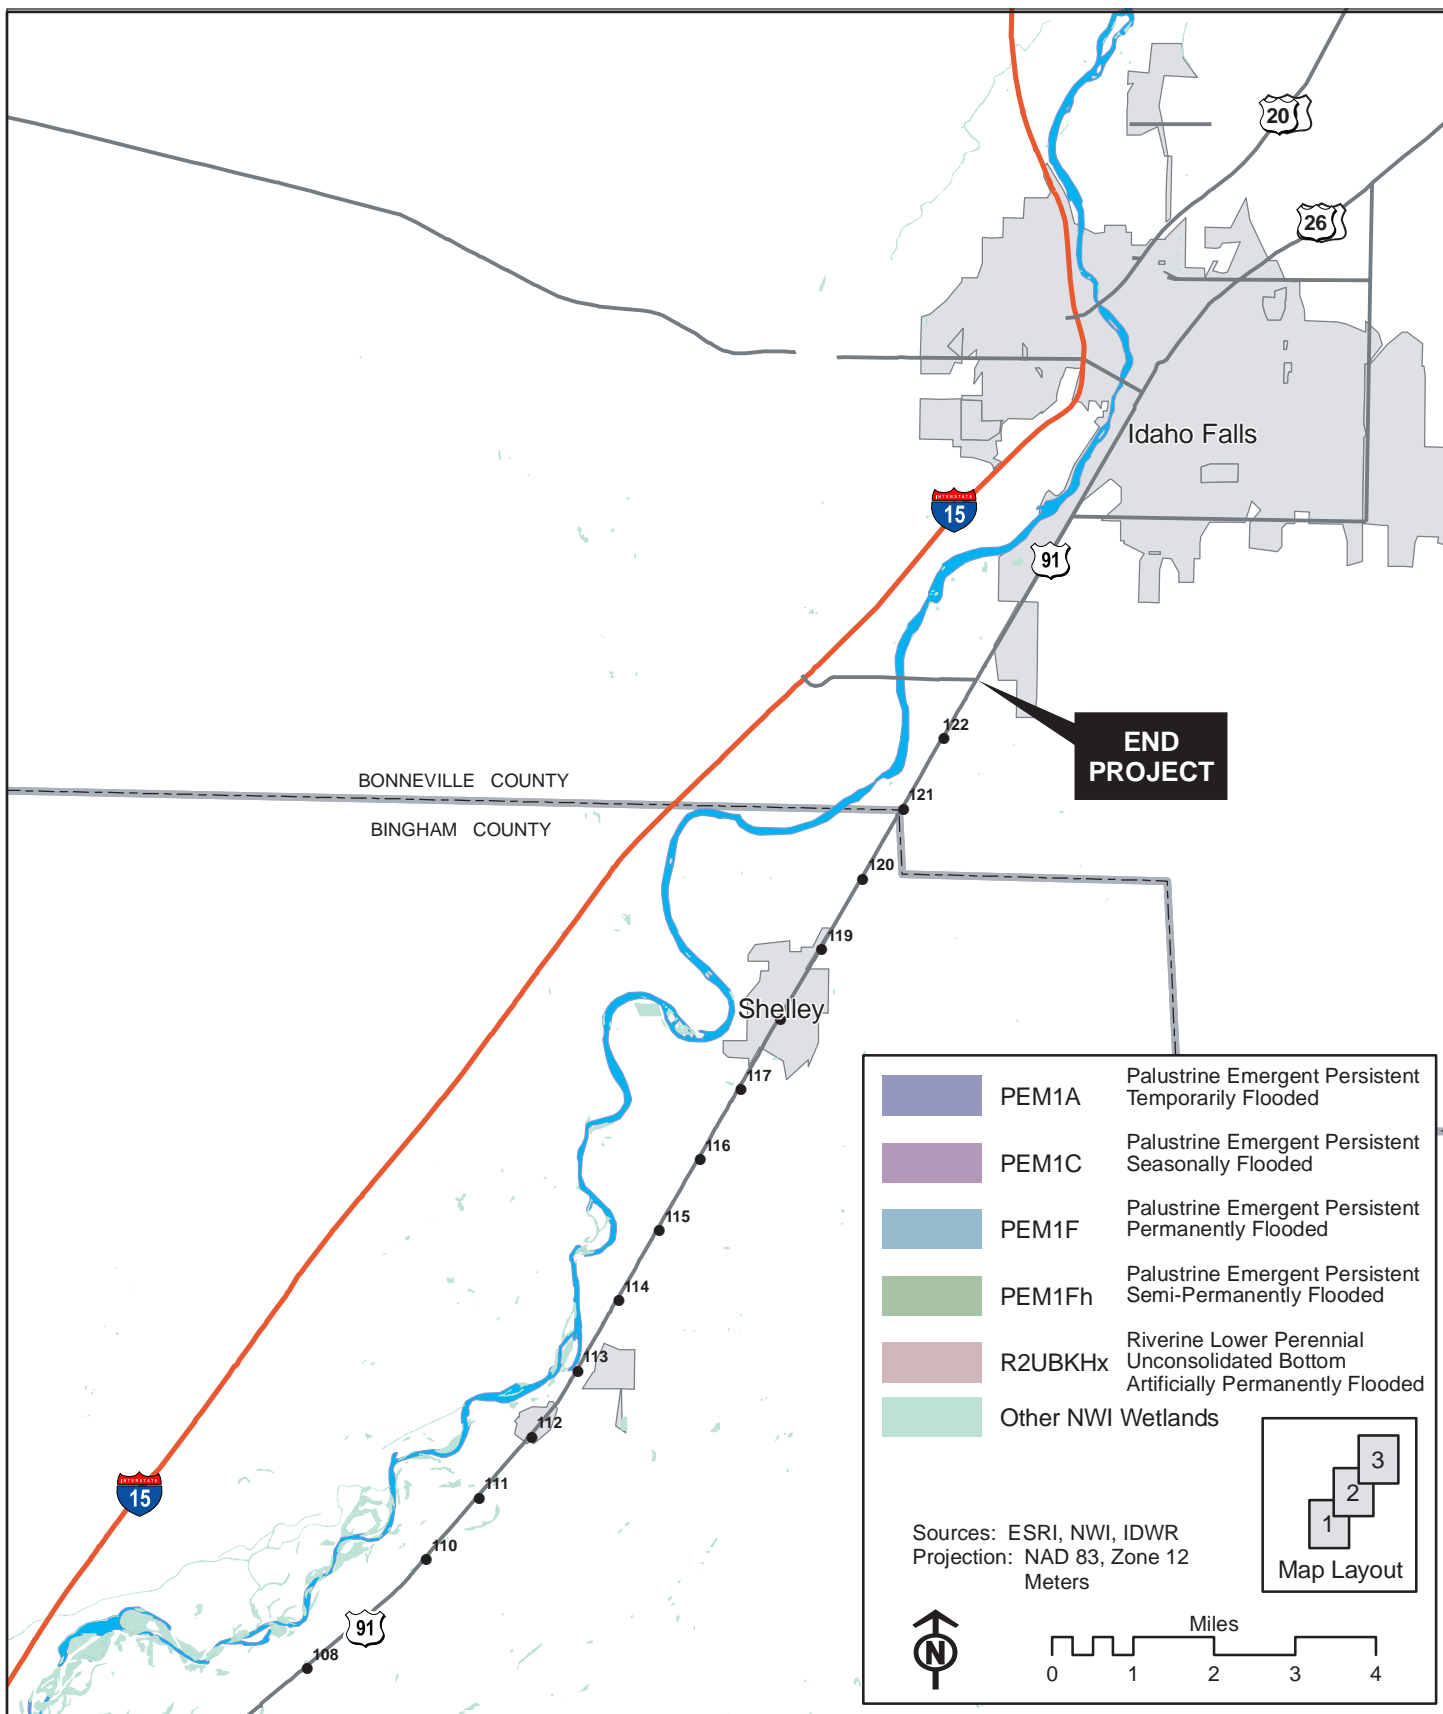 20
26
Idaho Falls
INTERSTATE
15
91
END
PROJECT
122
BONNEVILLE COUNTY
121
BINGHAM COUNTY
120
119
Shelley
117
116
115
114
113
112
111
110
108
INTERSTATE
15
91
PEM1A
Palustrine Emergent Persistent
Temporarily Flooded
PEM1C
Palustrine Emergent Persistent
Seasonally Flooded
PEM1F
Palustrine Emergent Persistent
Permanently Flooded
PEM1Fh
Palustrine Emergent Persistent
Semi-Permanently Flooded
R2UBKHx
Riverine Lower Perennial
Unconsolidated Bottom
Artificially Permanently Flooded
Other NWI Wetlands
3
2
1
Map Layout
Sources: ESRI, NWI, IDWR
Projection: NAD 83, Zone 12
Meters
N
Miles
0 1 2 3 4